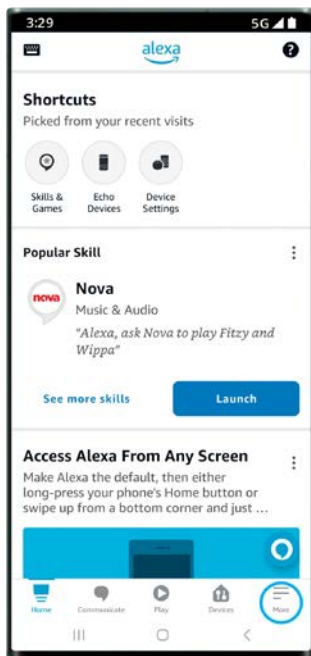 3:29
5G
alexa
Shortcuts
Picked from your recent visits
Skills &
Games
Echo
Devices
Device
Settings
Popular Skill
nova
Nova
Music & Audio
"Alexa, ask Nova to play Fitzy and
Wippa"
See more skills
Launch
Access Alexa From Any Screen
Make Alexa the default, then either
long-press your phone's Home button or
swipe up from a bottom corner and just ...
Home
Communicate
Play
Devices
More